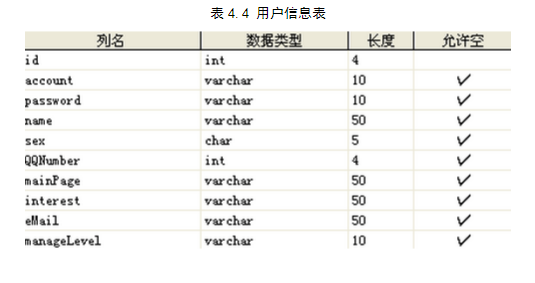 表 4.4 用户信息表
列名 数据类型 长度 允许空
id int 4
account varchar 10 ✓
password varchar 10 ✓
name varchar 50 ✓
sex char 5 ✓
QQNumber int 4 ✓
mainPage varchar 50 ✓
interest varchar 50 ✓
eMail varchar 50 ✓
manageLevel varchar 10 ✓